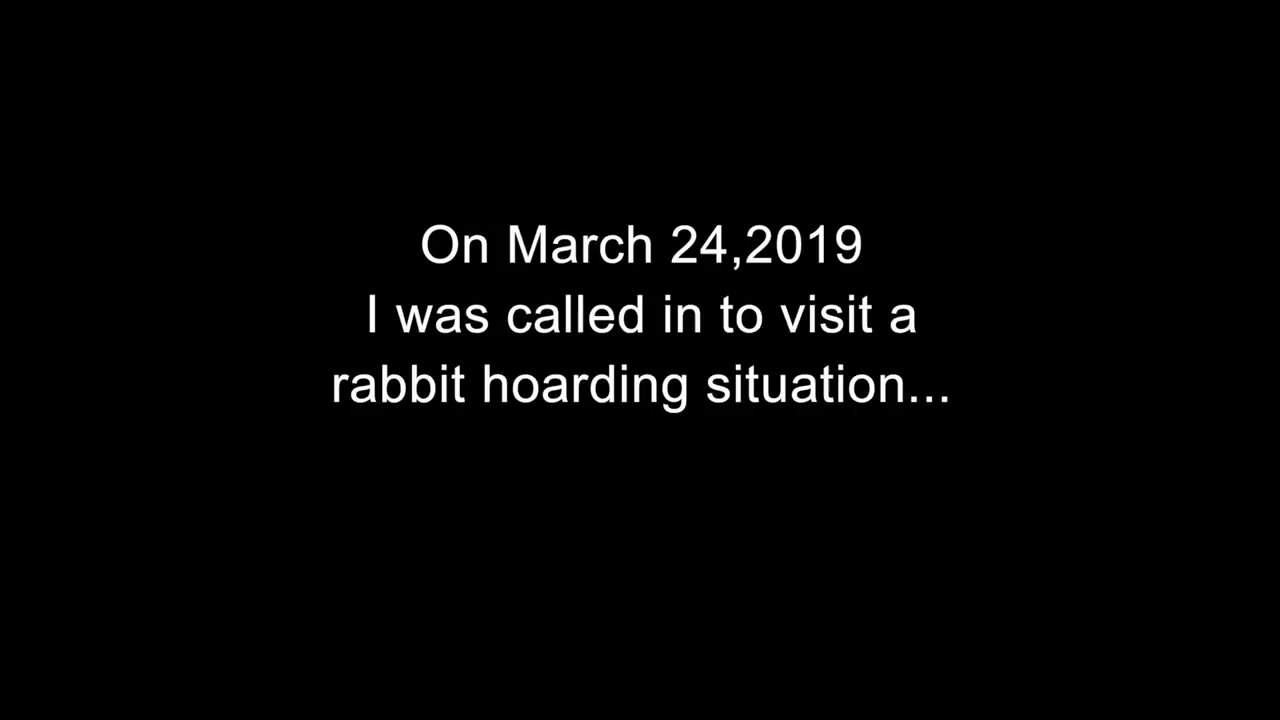 On March 24,2019
I was called in to visit a
rabbit hoarding situation...